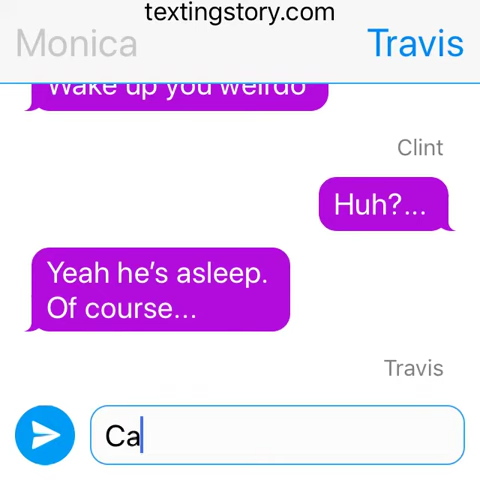 textingstory.com
Monica
Travis
Wake up you weirdo
Clint
Huh?...
Yeah he's asleep.
Of course...
Travis
Ca